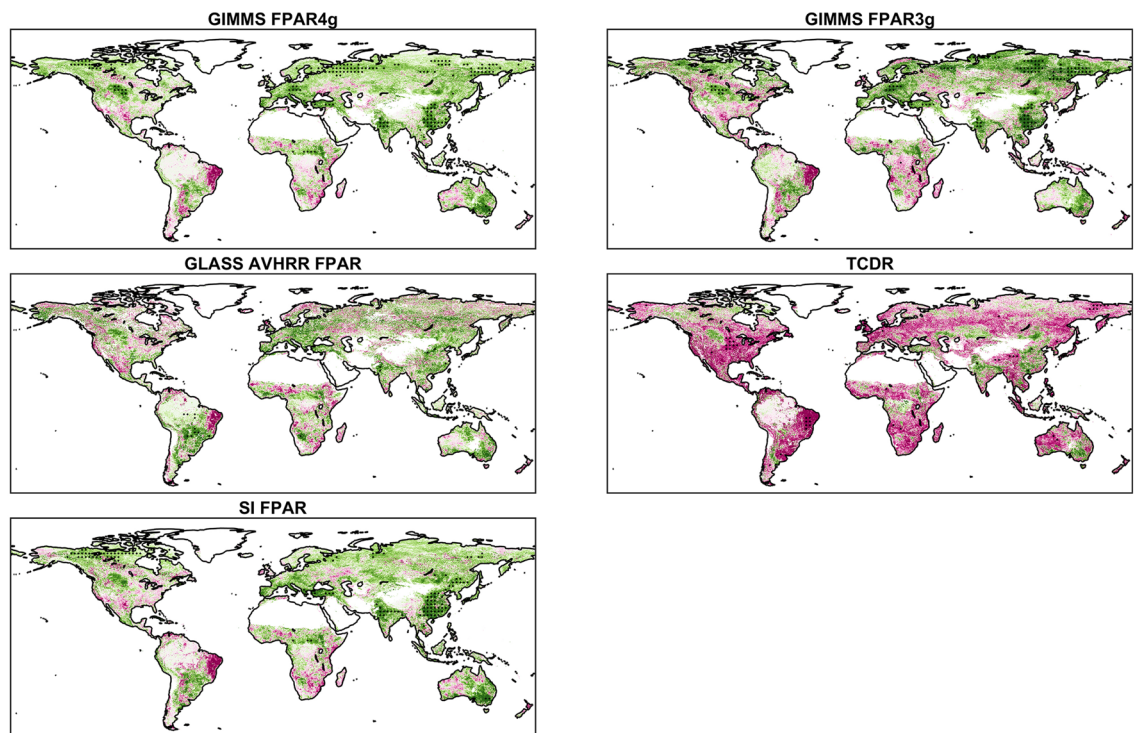 GIMMS FPAR4g
GIMMS FPAR3g
GLASS AVHRR FPAR
TCDR
SI FPAR